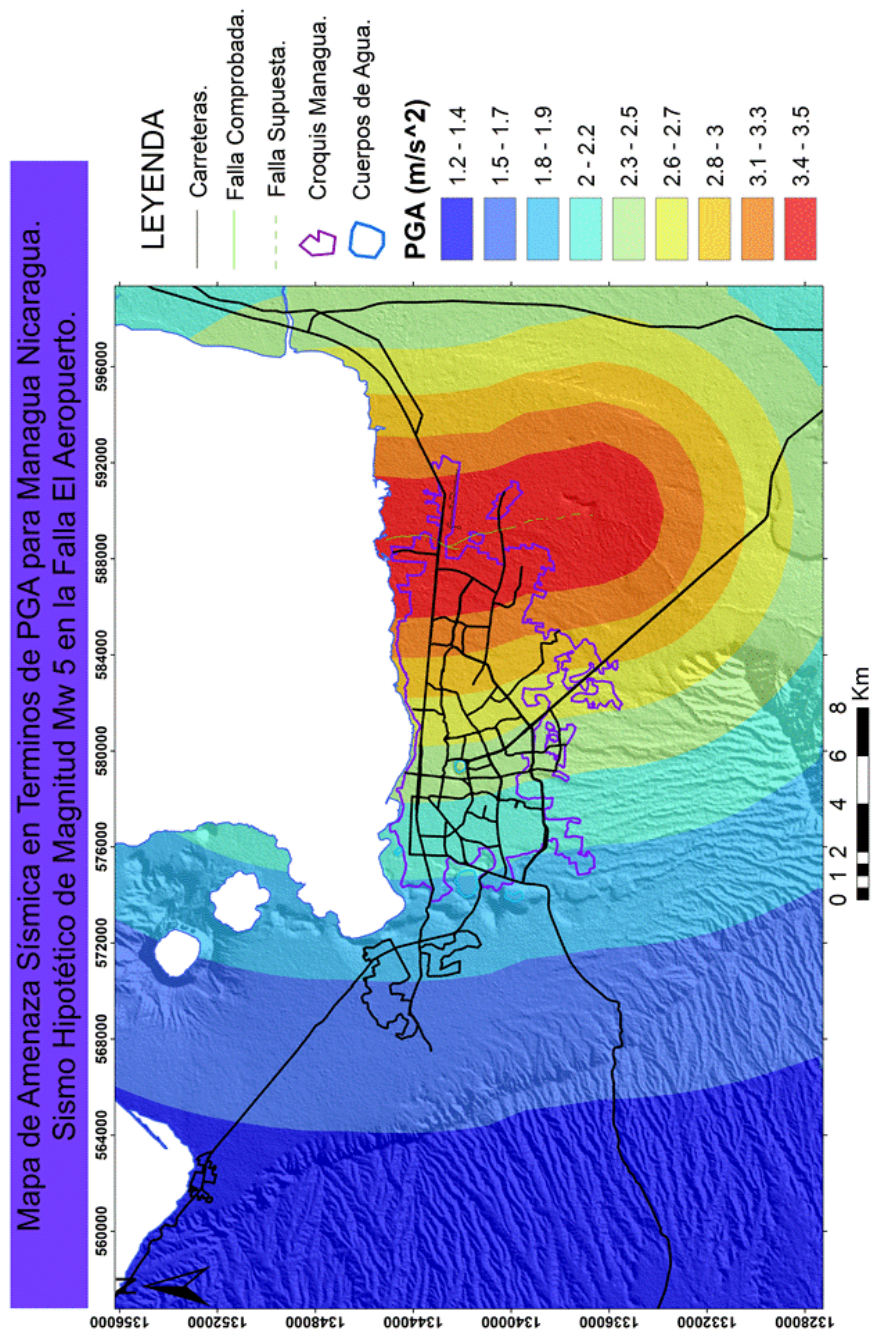 Mapa de Amenaza Sísmica en Terminos de PGA para Managua Nicaragua.
Sismo Hipotético de Magnitud Mw 5 en la Falla El Aeropuerto.
N
560000
564000
568000
572000
576000
580000
584000
588000
592000
596000
1356000
1352000
1348000
1344000
1340000
1336000
1332000
1328000
LEYENDA
Carreteras.
Falla Comprobada.
Falla Supuesta.
Croquis Managua.
Cuerpos de Agua.
PGA (m/s^2)
1.2 - 1.4
1.5 - 1.7
1.8 - 1.9
2 - 2.2
2.3 - 2.5
2.6 - 2.7
2.8 - 3
3.1 - 3.3
3.4 - 3.5
0 1 2 4 6 8
Km